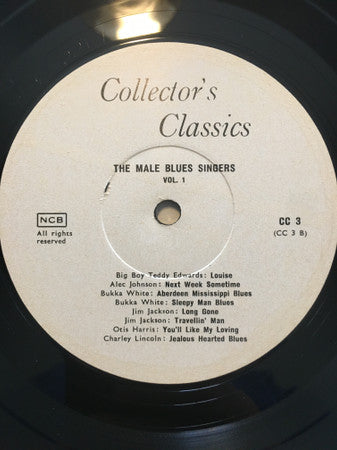 Collector's
Classics
THE MALE BLUES SINGERS
VOL. 1
NCB
All rights
reserved
CC 3
(CC 3 B)
Big Boy Teddy Edwards: Louise
Alec Johnson: Next Week Sometime
Bukka White: Aberdeen Mississippi Blues
Bukka White: Sleepy Man Blues
Jim Jackson: Long Gone
Jim Jackson: Travellin' Man
Otis Harris: You'll Like My Loving
Charley Lincoln: Jealous Hearted Blues